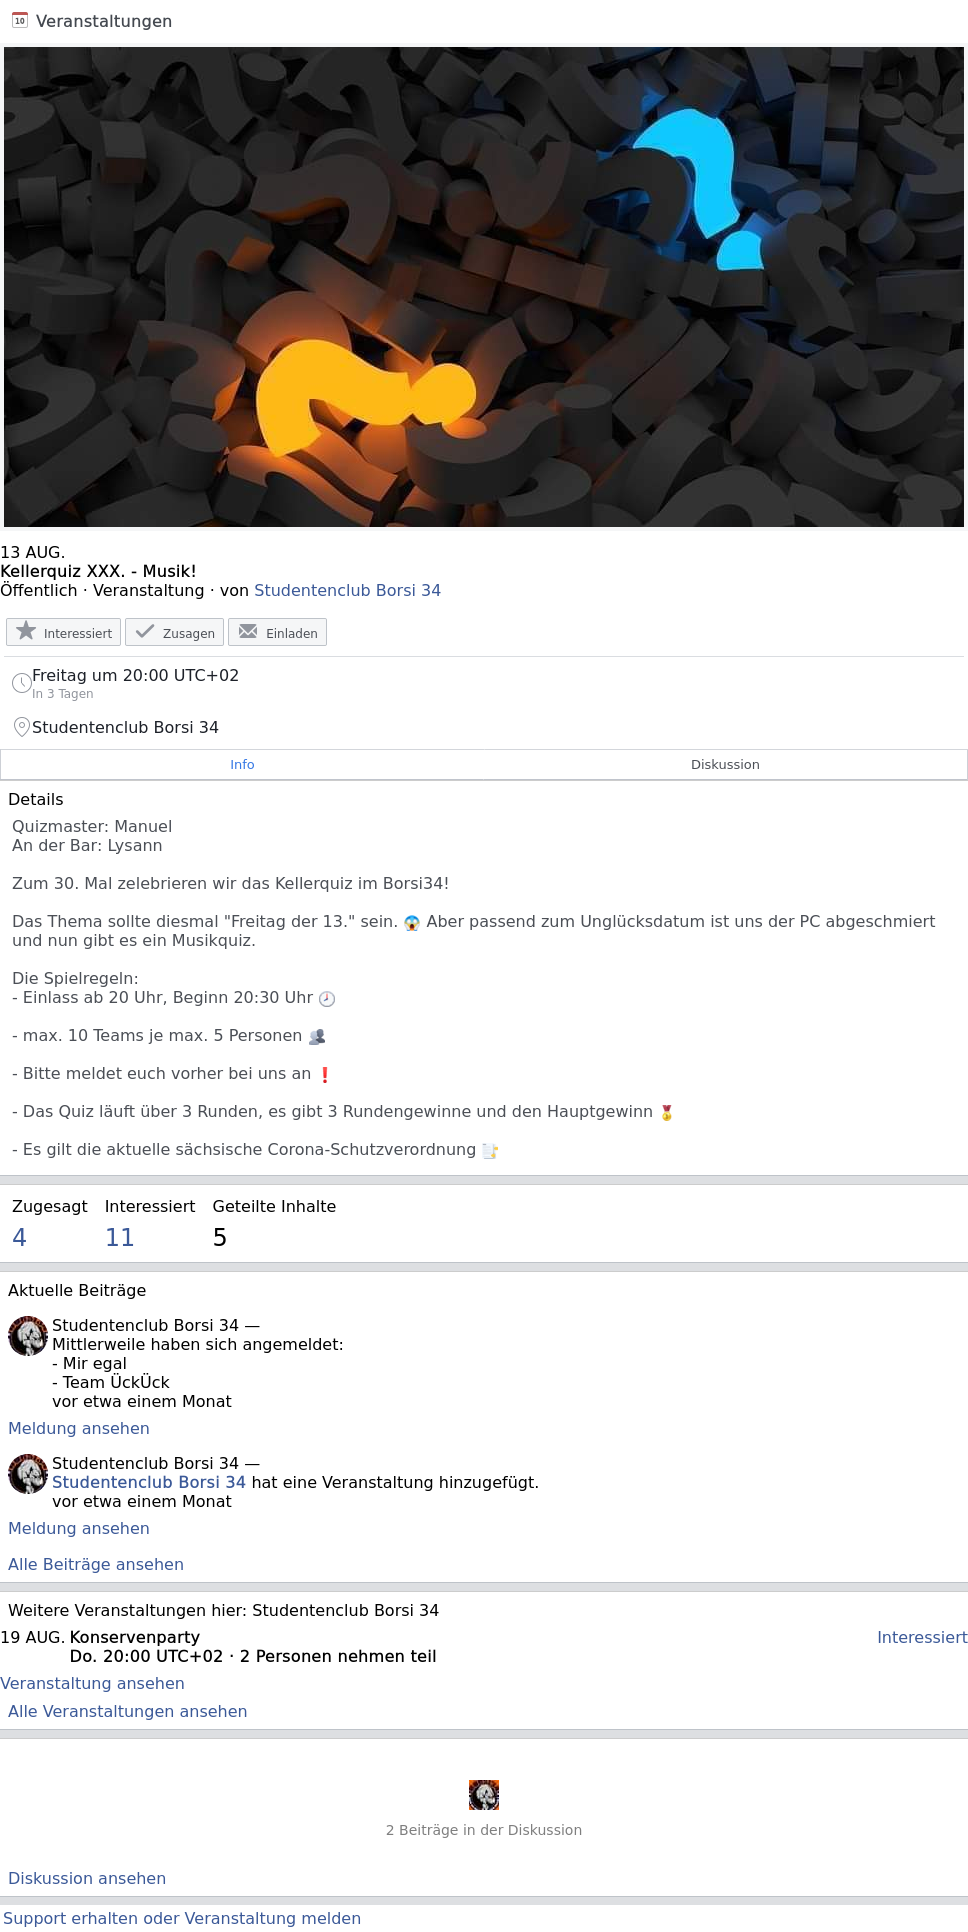 10 Veranstaltungen
13 AUG.
Kellerquiz XXX. - Musik!
Öffentlich · Veranstaltung · von Studentenclub Borsi 34
Interessiert Zusagen Einladen
Freitag um 20:00 UTC+02
In 3 Tagen
Studentenclub Borsi 34
Info Diskussion
Details
Quizmaster: Manuel
An der Bar: Lysann
Zum 30. Mal zelebrieren wir das Kellerquiz im Borsi34!
Das Thema sollte diesmal "Freitag der 13." sein. 😱 Aber passend zum Unglücksdatum ist uns der PC abgeschmiert
und nun gibt es ein Musikquiz.
Die Spielregeln:
- Einlass ab 20 Uhr, Beginn 20:30 Uhr 🕗
- max. 10 Teams je max. 5 Personen 👥
- Bitte meldet euch vorher bei uns an ❗
- Das Quiz läuft über 3 Runden, es gibt 3 Rundengewinne und den Hauptgewinn 🏅
- Es gilt die aktuelle sächsische Corona-Schutzverordnung 📑
Zugesagt Interessiert Geteilte Inhalte
4 11 5
Aktuelle Beiträge
Studentenclub Borsi 34 —
Mittlerweile haben sich angemeldet:
- Mir egal
- Team ÜckÜck
vor etwa einem Monat
Meldung ansehen
Studentenclub Borsi 34 —
Studentenclub Borsi 34 hat eine Veranstaltung hinzugefügt.
vor etwa einem Monat
Meldung ansehen
Alle Beiträge ansehen
Weitere Veranstaltungen hier: Studentenclub Borsi 34
19 AUG. Konservenparty Interessiert
Do. 20:00 UTC+02 · 2 Personen nehmen teil
Veranstaltung ansehen
Alle Veranstaltungen ansehen
2 Beiträge in der Diskussion
Diskussion ansehen
Support erhalten oder Veranstaltung melden